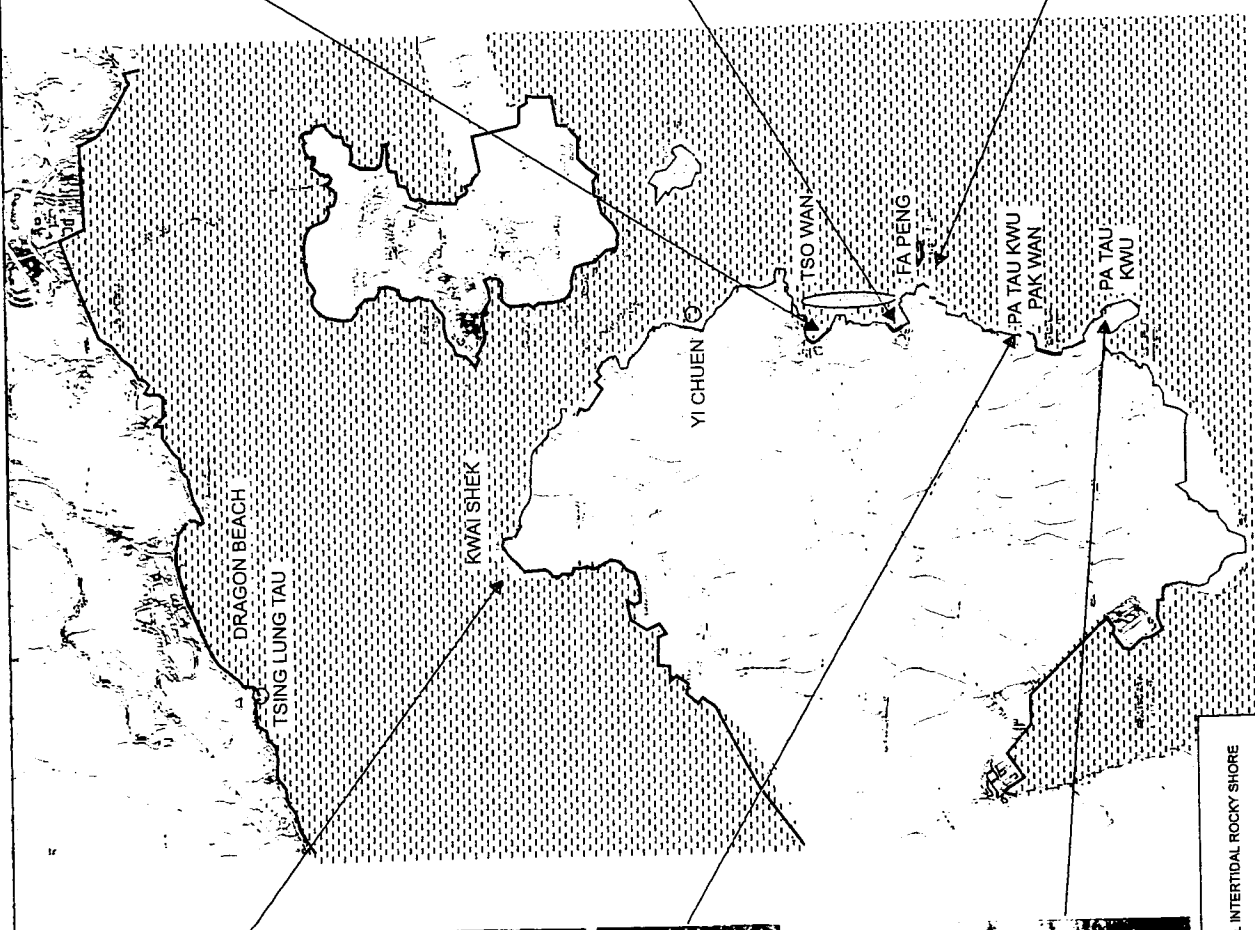 DRAGON BEACH
TSING LUNG TAU
KWAI SHEK
YI CHUEN
TSO WAN
FA PENG
PA TAU KWU
PAK WAN
PA TAU
KWU
INTERTIDAL ROCKY SHORE